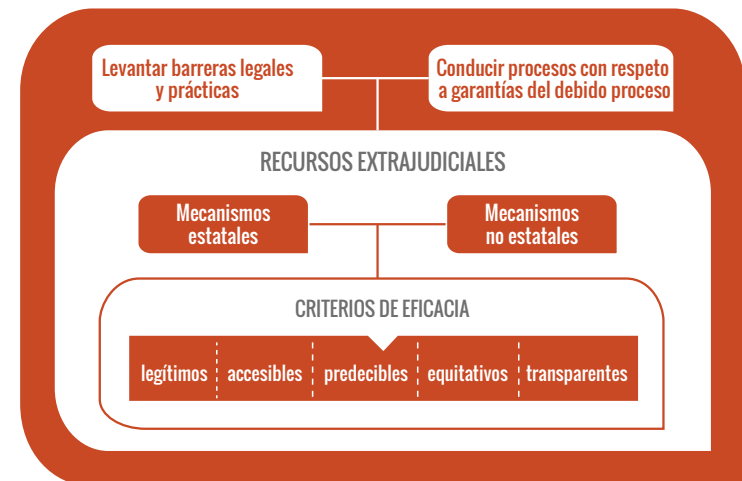 Levantar barreras legales
y prácticas
Conducir procesos con respeto
a garantías del debido proceso
RECURSOS EXTRAJUDICIALES
Mecanismos
estatales
Mecanismos
no estatales
CRITERIOS DE EFICACIA
legítimos accesibles predecibles equitativos transparentes